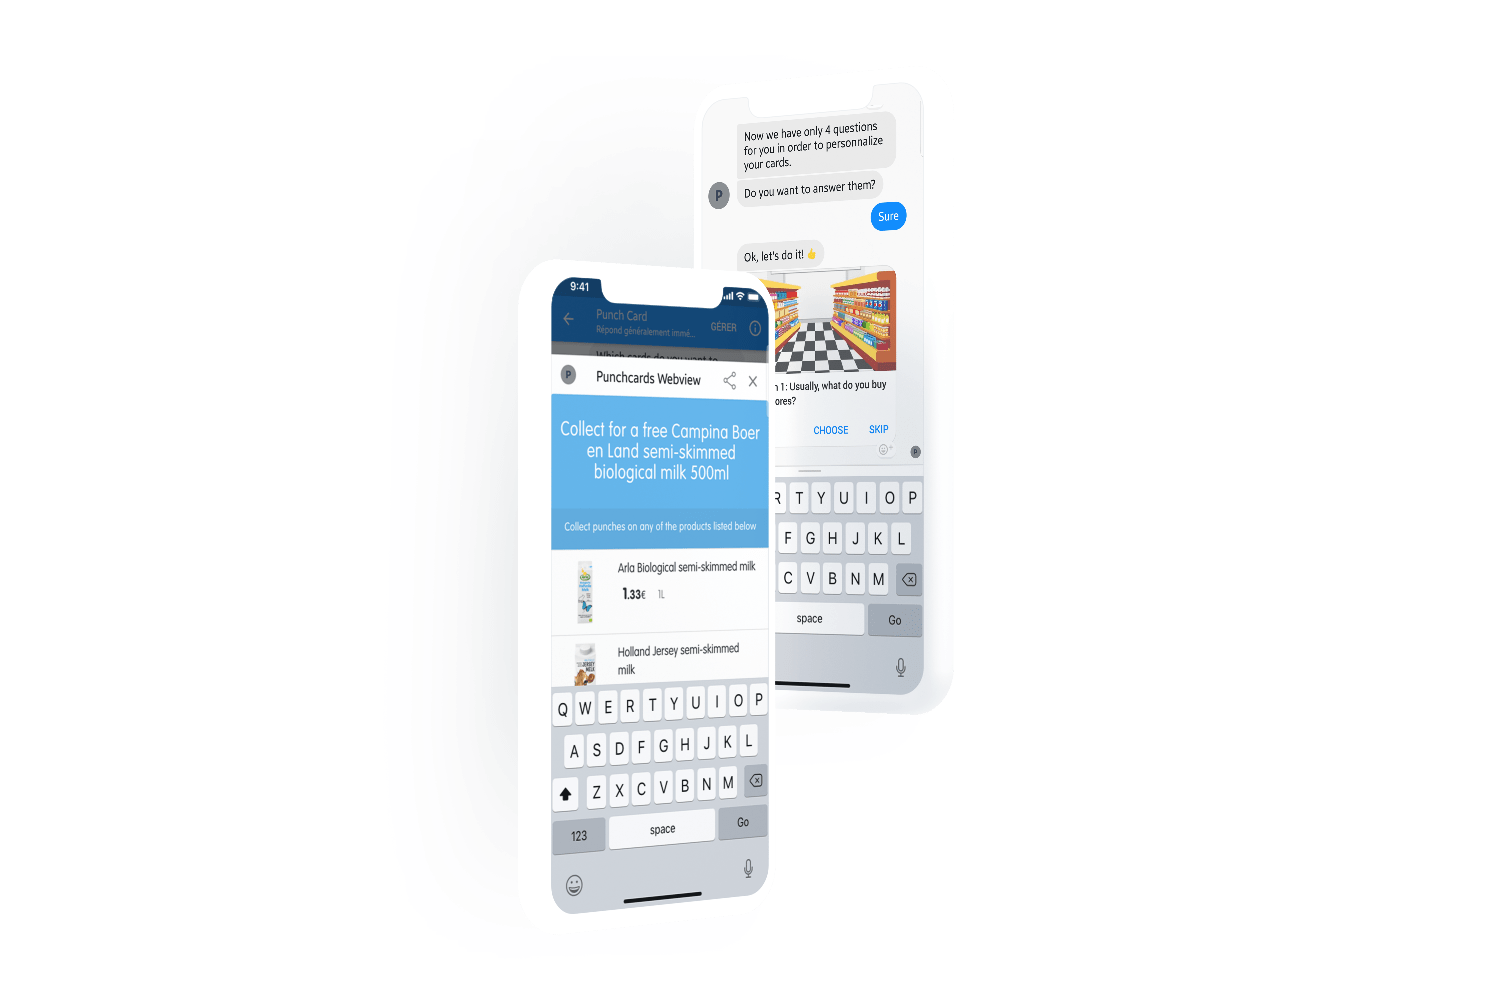 Now we have only 4 questions
for you in order to personnalize
your cards.
P
Do you want to answer them?
Sure
Ok, let's do it!
n 1: Usually, what do you buy
ores?
CHOOSE
SKIP
P
R T Y U I O P
F G H J K L
C V B N M
space
Go
9:41
Punch Card
Répond généralement immé...
GÉRER
Which cards do you want to
P
Punchcards Webview
Collect for a free Campina Boer
en Land semi-skimmed
biological milk 500ml
Collect punches on any of the products listed below
Arla Biological semi-skimmed milk
1.33€ 1L
Holland Jersey semi-skimmed
milk
JERSEY
MILK
Q W E R T Y U I O P
A S D F G H J K L
Z X C V B N M
123
space
Go